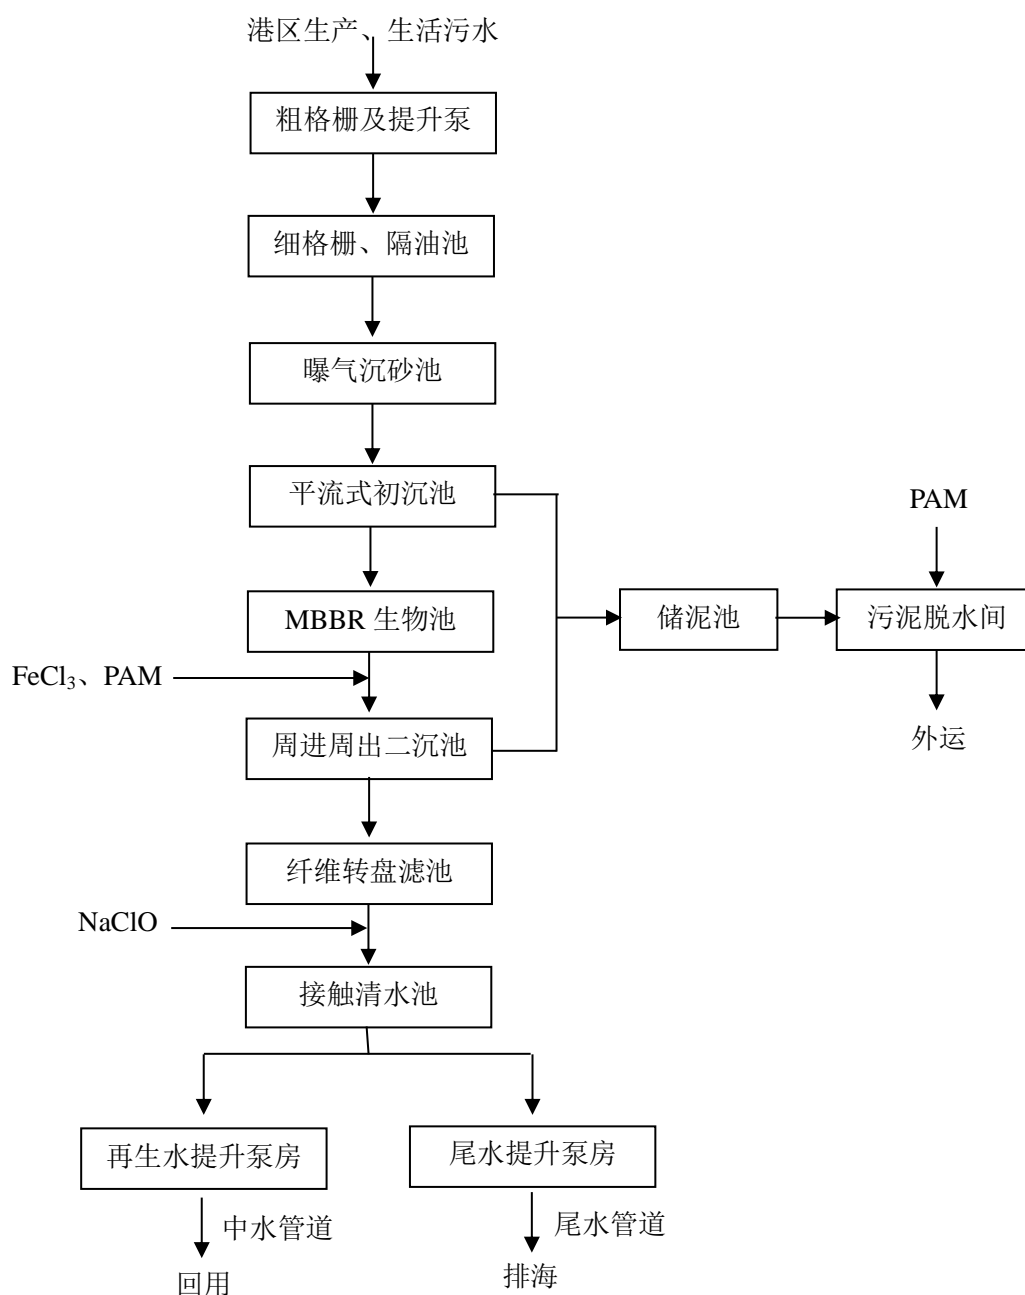 港区生产、生活污水
粗格栅及提升泵
细格栅、隔油池
曝气沉砂池
平流式初沉池
PAM
MBBR 生物池
储泥池
污泥脱水间
FeCl₃、PAM
周进周出二沉池
外运
纤维转盘滤池
NaClO
接触清水池
再生水提升泵房
尾水提升泵房
中水管道
尾水管道
回用
排海